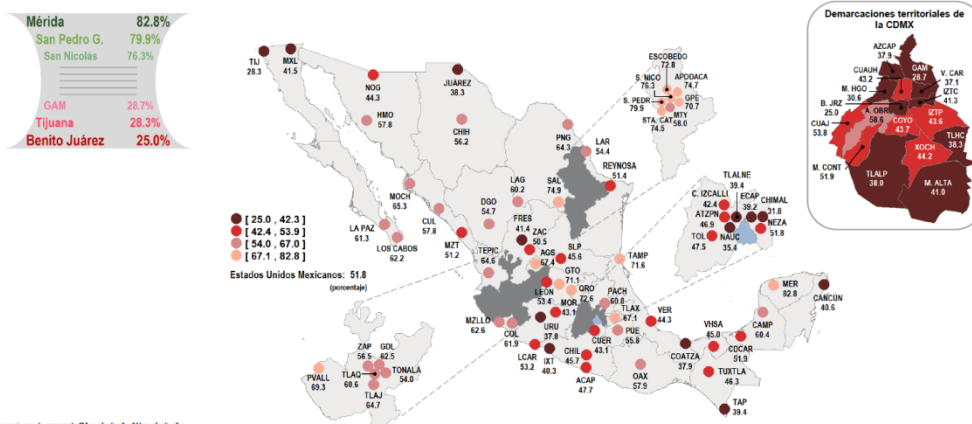 Mérida 82.8%
San Pedro G. 79.9%
San Nicolás 76.3%
GAM 28.7%
Tijuana 28.3%
Benito Juárez 25.0%
TIJ
28.3
MXL
41.5
NOG
44.3
HMO
57.8
JUÁREZ
38.3
CHIH
56.2
ESCOBEDO
72.8
S. NICO
76.3
APODACA
74.7
S. PEDR
79.9
GPE
70.7
STA. CAT
74.5
MTY
58.0
PNG
64.3
LAR
54.4
REYNOSA
51.4
MOCH
65.3
LA PAZ
61.3
LOS CABOS
62.2
CUL
57.8
MZT
51.2
LAG
60.2
SAL
74.9
DGO
54.7
FRES
41.4
ZAC
50.5
TEPIC
64.6
AGS
67.4
SLP
45.6
TAMP
71.6
GTO
71.1
LEÓN
53.4
QRO
72.6
MOR
43.1
PACH
60.8
TLAX
67.1
MZLLO
62.6
COL
61.9
URU
37.8
LCAR
53.2
IXT
40.3
CHIL
45.7
ACAP
47.7
CUER
43.1
PUE
55.8
VER
44.3
OAX
57.9
COATZA
37.9
VHSA
45.0
CDCAR
51.9
CAMP
60.4
MER
82.8
CANCÚN
40.6
TUXTLA
46.3
TAP
39.4
[ 25.0 , 42.3]
[ 42.4 , 53.9]
[ 54.0 , 67.0]
[ 67.1 , 82.8]
Estados Unidos Mexicanos: 51.8
(porcentaje)
ZAP
56.5
GDL
62.5
PVALL
69.3
TLAQ
60.6
TONALÁ
54.0
TLAJ
64.7
TLALNE
39.4
C. IZCALLI
42.4
ECAP
39.2
CHIMAL
31.8
ATZPN
46.9
NEZA
51.8
TOL
47.5
NAUC
35.4
Demarcaciones territoriales de
la CDMX
AZCAP
37.9
CUAUH
43.2
GAM
28.7
V. CAR
37.1
M. HGO
30.6
IZTC
41.3
B. JRZ
25.0
A. OBR
58.6
IZTP
43.6
CUAJ
53.8
COYO
43.7
TLHC
38.3
XOCH
44.2
M. CONT
51.9
TLALP
38.0
M. ALTA
41.0